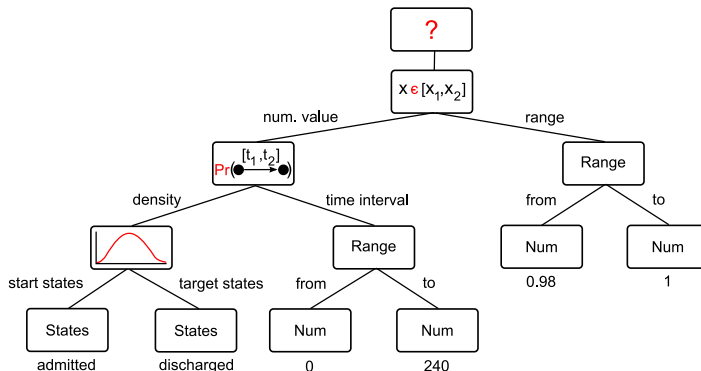 ?
x ϵ [x₁,x₂]
num. value
range
[t₁,t₂]
Pr( )
Range
density
time interval
from
to
Range
Num
Num
0.98
1
start states
target states
from
to
States
States
Num
Num
admitted
discharged
0
240